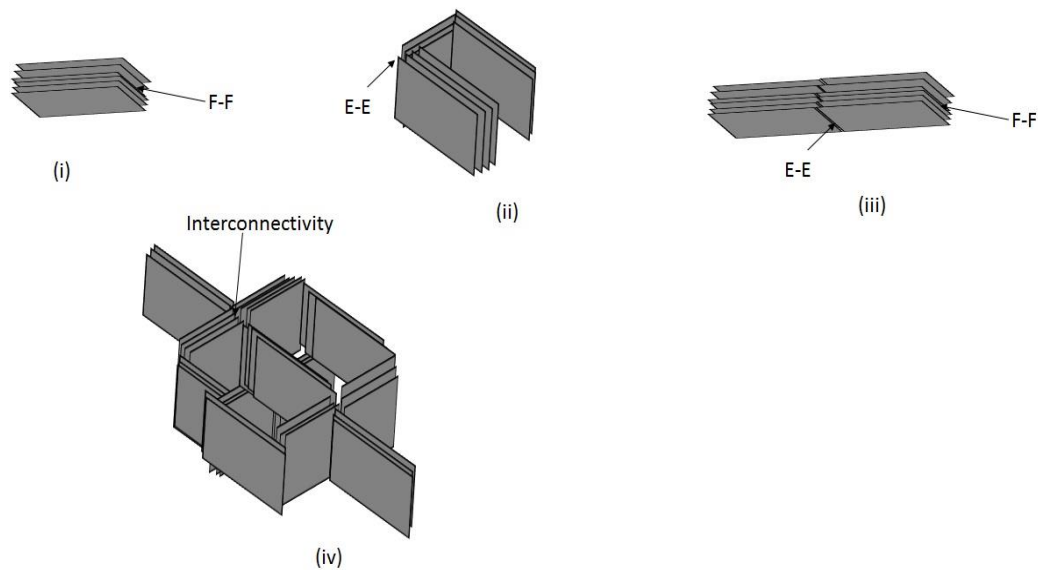 F-F
(i)
E-E
(ii)
F-F
E-E
(iii)
Interconnectivity
(iv)